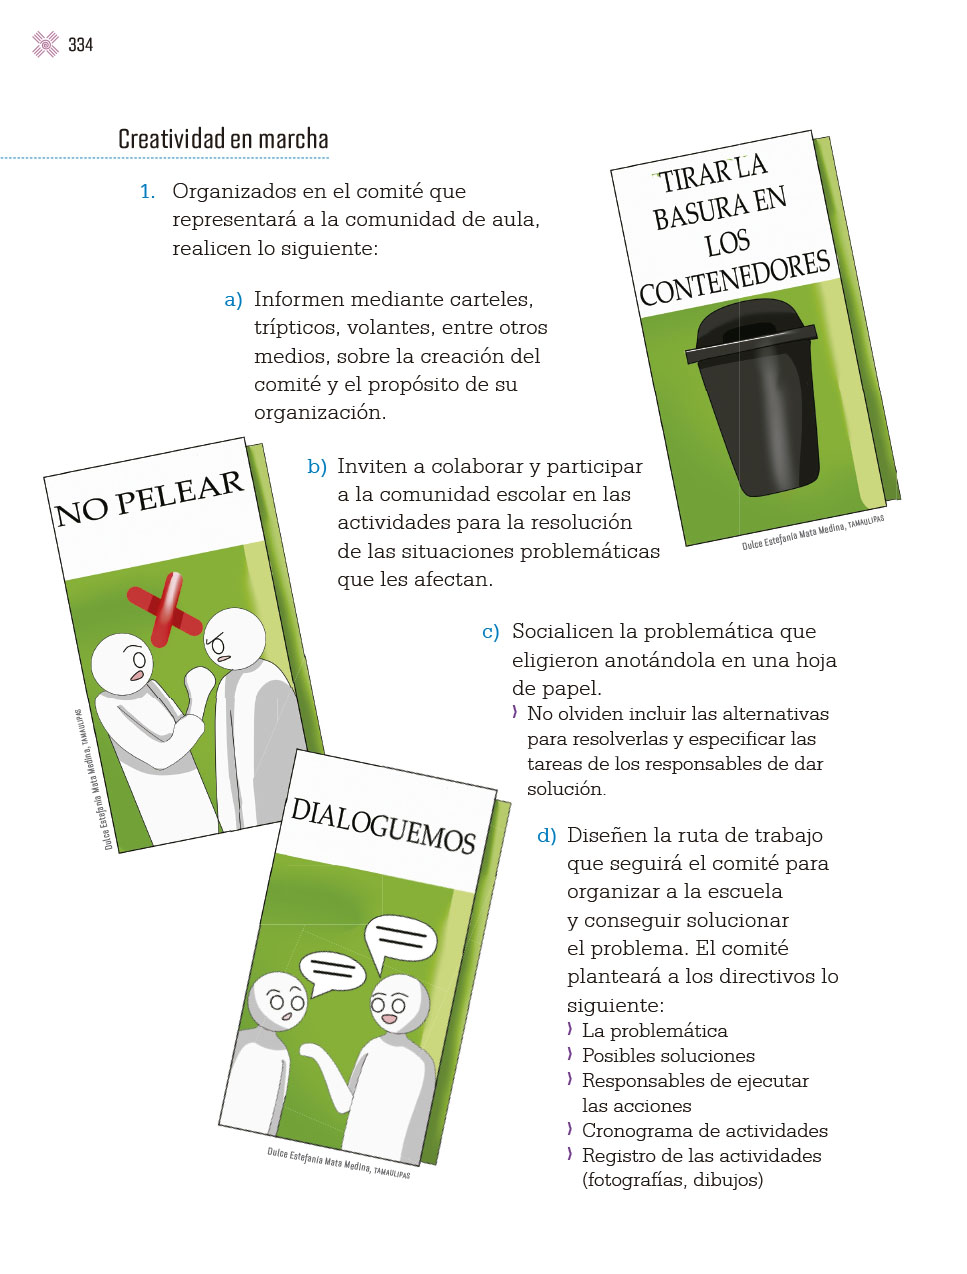 334
Creatividad en marcha
1. Organizados en el comité que
representará a la comunidad de aula,
realicen lo siguiente:
a) Informen mediante carteles,
trípticos, volantes, entre otros
medios, sobre la creación del
comité y el propósito de su
organización.
TIRAR LA
BASURA EN
LOS
CONTENEDORES
Dulce Estefanía Mata Medina, TAMAULIPAS
b) Inviten a colaborar y participar
a la comunidad escolar en las
actividades para la resolución
de las situaciones problemáticas
que les afectan.
NO PELEAR
Dulce Estefanía Mata Medina, TAMAULIPAS
c) Socialicen la problemática que
eligieron anotándola en una hoja
de papel.
⟩ No olviden incluir las alternativas
para resolverlas y especificar las
tareas de los responsables de dar
solución.
DIALOGUEMOS
Dulce Estefanía Mata Medina, TAMAULIPAS
d) Diseñen la ruta de trabajo
que seguirá el comité para
organizar a la escuela
y conseguir solucionar
el problema. El comité
planteará a los directivos lo
siguiente:
⟩ La problemática
⟩ Posibles soluciones
⟩ Responsables de ejecutar
las acciones
⟩ Cronograma de actividades
⟩ Registro de las actividades
(fotografías, dibujos)